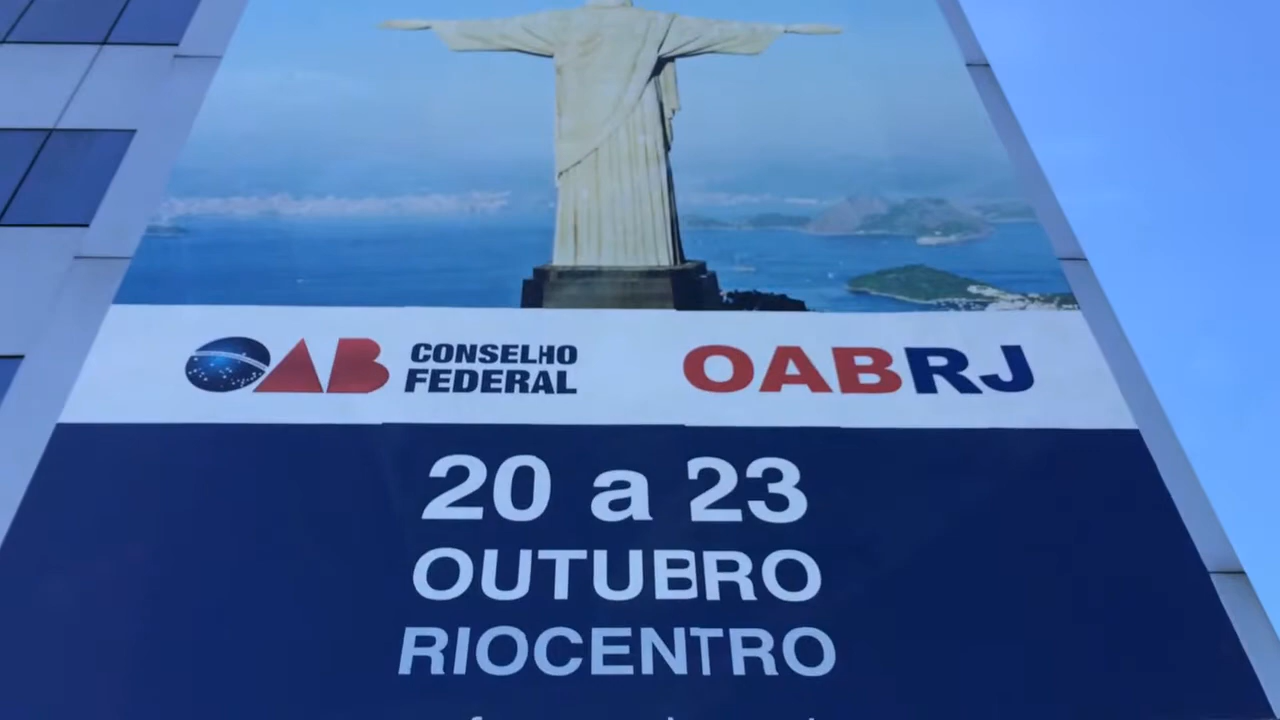 OAB CONSELHO FEDERAL
OABRJ
20 a 23
OUTUBRO
RIOCENTRO